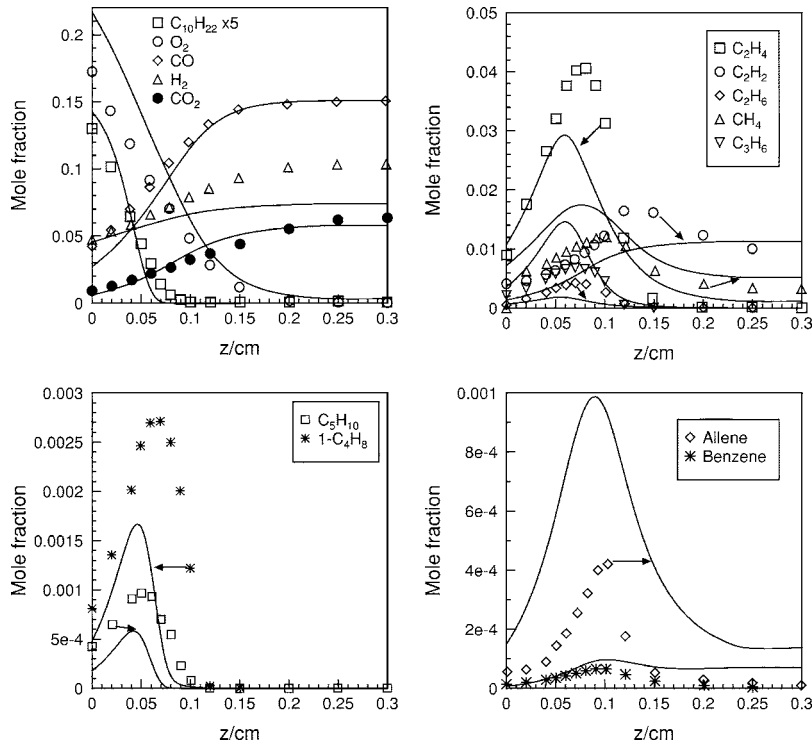 0.2
0.15
0.1
0.05
0
Mole fraction
C₁₀H₂₂ x5
O₂
CO
H₂
CO₂
0 0.05 0.1 0.15 0.2 0.25 0.3
z/cm
0.05
0.04
0.03
0.02
0.01
0
Mole fraction
C₂H₄
C₂H₂
C₂H₆
CH₄
C₃H₆
0 0.05 0.1 0.15 0.2 0.25 0.3
z/cm
0.003
0.0025
0.002
0.0015
0.001
5e-4
0
Mole fraction
C₅H₁₀
1-C₄H₈
0 0.05 0.1 0.15 0.2 0.25 0.3
z/cm
0.001
8e-4
6e-4
4e-4
2e-4
0
Mole fraction
Allene
Benzene
0 0.05 0.1 0.15 0.2 0.25 0.3
z/cm